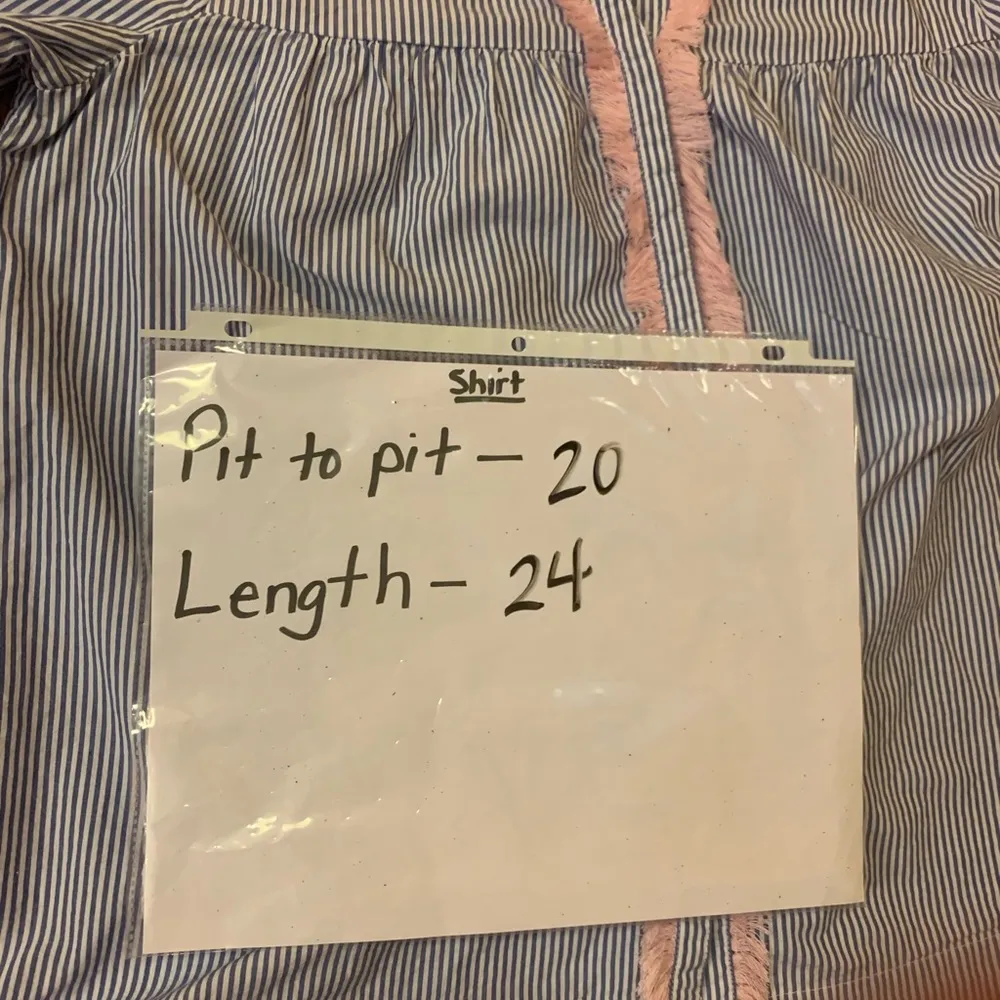 Shirt
Pit to pit - 20
Length - 24